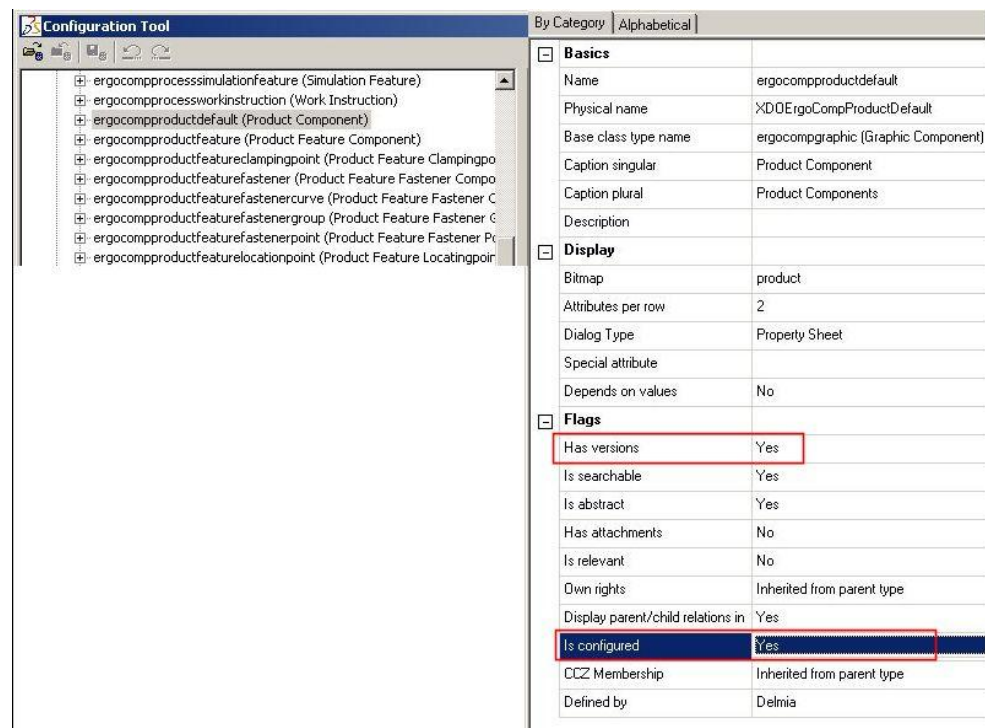 Configuration Tool
ergocompprocesssimulationfeature (Simulation Feature)
ergocompprocessworkinstruction (Work Instruction)
ergocompproductdefault (Product Component)
ergocompproductfeature (Product Feature Component)
ergocompproductfeatureclampingpoint (Product Feature Clampingpo
ergocompproductfeaturefastener (Product Feature Fastener Compo
ergocompproductfeaturefastenercurve (Product Feature Fastener C
ergocompproductfeaturefastenergroup (Product Feature Fastener G
ergocompproductfeaturefastenerpoint (Product Feature Fastener Po
ergocompproductfeaturelocationpoint (Product Feature Locatingpoin
By Category Alphabetical
Basics
Name ergocompproductdefault
Physical name XDOErgoCompProductDefault
Base class type name ergocompgraphic (Graphic Component)
Caption singular Product Component
Caption plural Product Components
Description
Display
Bitmap product
Attributes per row 2
Dialog Type Property Sheet
Special attribute
Depends on values No
Flags
Has versions Yes
Is searchable Yes
Is abstract Yes
Has attachments No
Is relevant No
Own rights Inherited from parent type
Display parent/child relations in Yes
Is configured Yes
CCZ Membership Inherited from parent type
Defined by Delmia